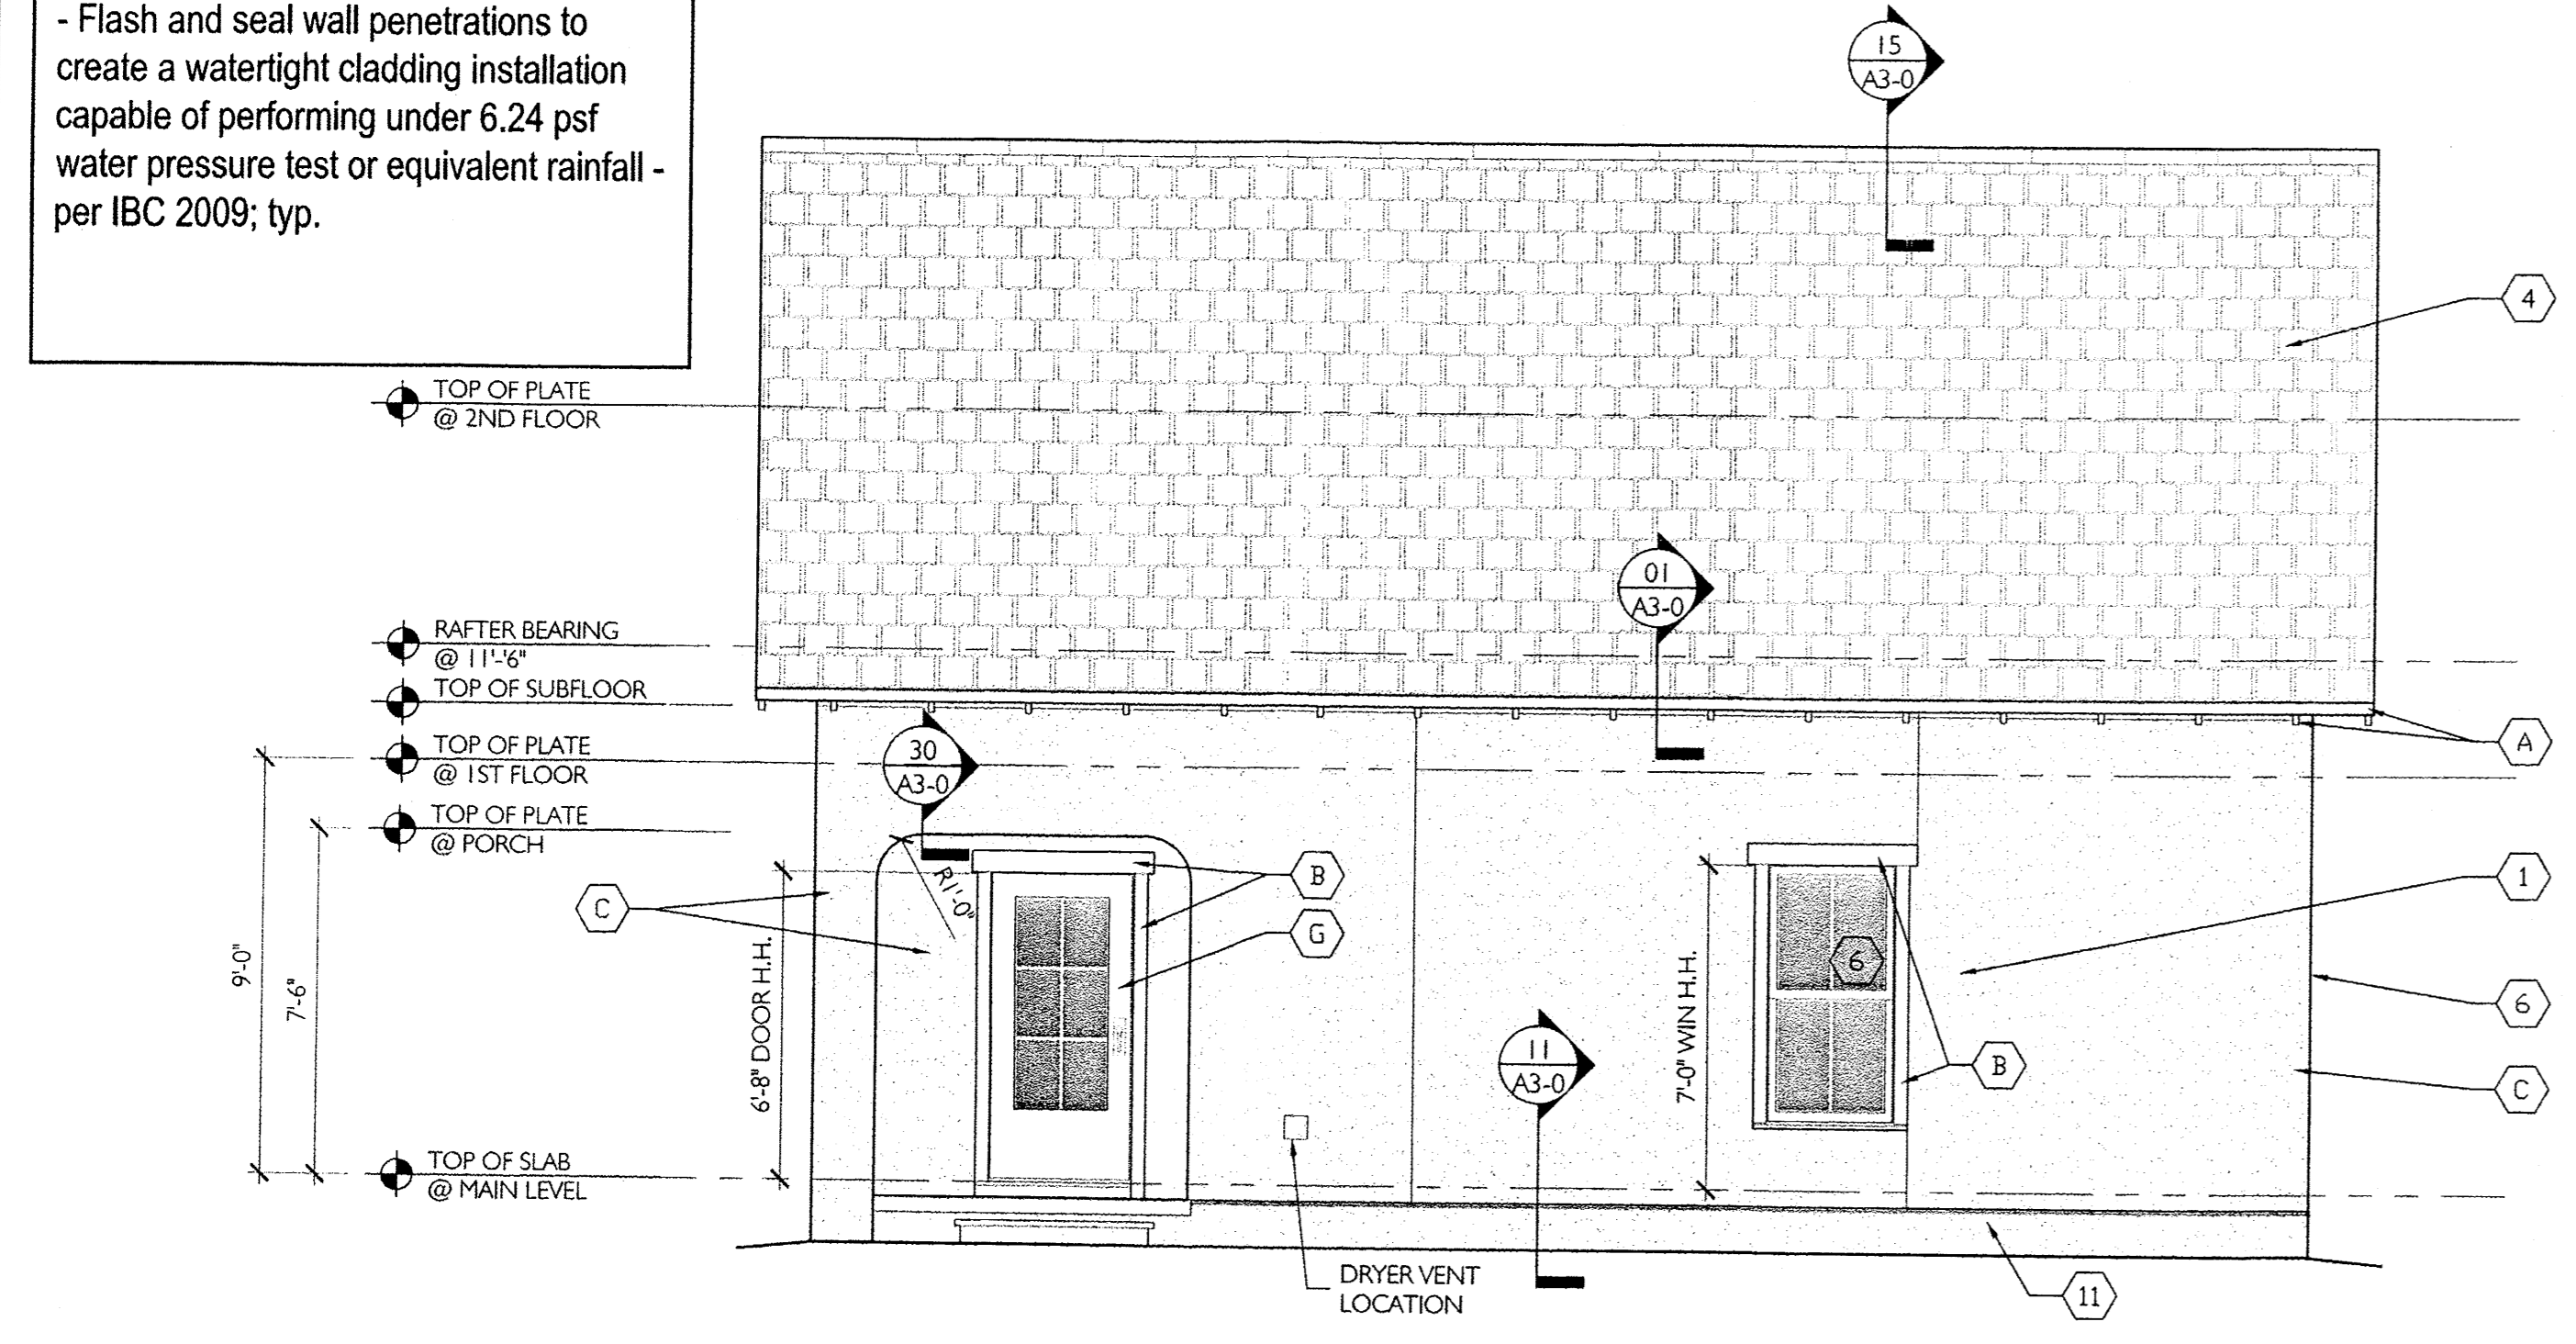 - Flash and seal wall penetrations to
create a watertight cladding installation
capable of performing under 6.24 psf
water pressure test or equivalent rainfall -
per IBC 2009; typ.
15
A3-0
4
TOP OF PLATE
@ 2ND FLOOR
01
A3-0
RAFTER BEARING
@ 11'-'6"
TOP OF SUBFLOOR
A
30
A3-0
TOP OF PLATE
@ 1ST FLOOR
TOP OF PLATE
@ PORCH
B
1
R1'-0"
C
G
6
9'-0"
7'-6"
6'-8" DOOR H.H.
7'-0" WIN H.H.
6
11
A3-0
B
C
TOP OF SLAB
@ MAIN LEVEL
DRYER VENT
LOCATION
11